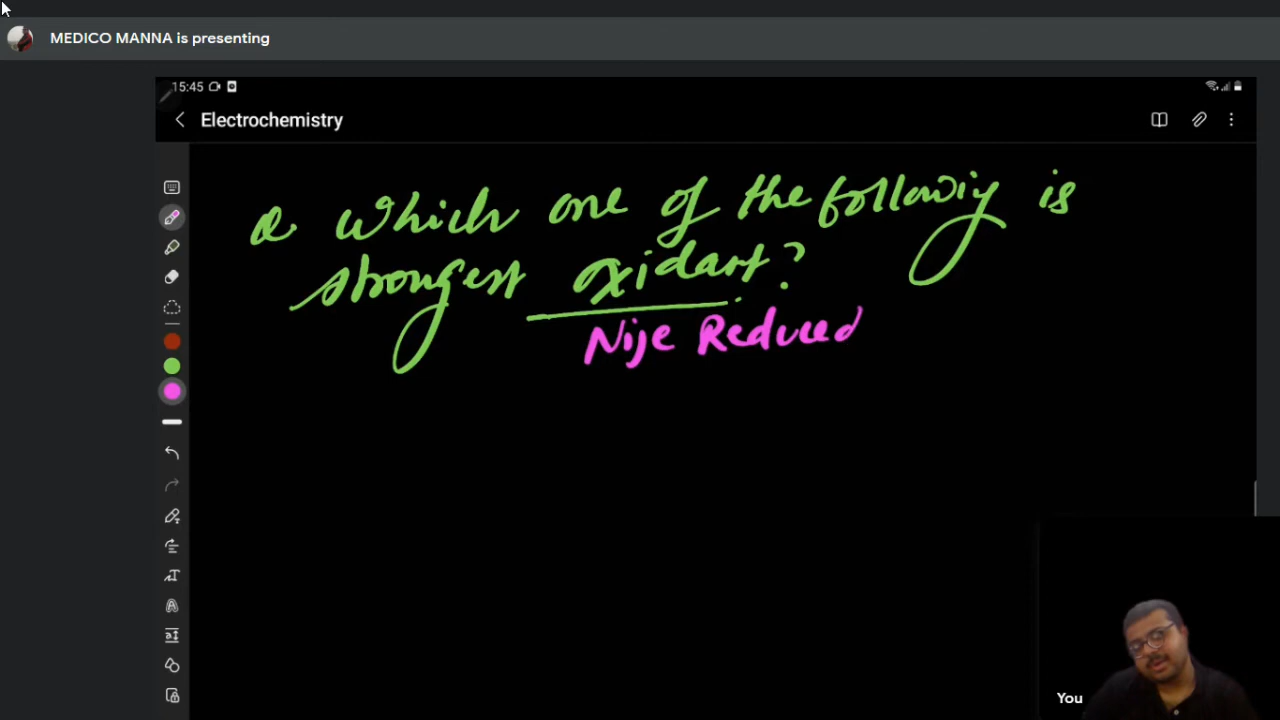 MEDICO MANNA is presenting
15:45
Electrochemistry
Q. Which one of the following is
strongest oxidant?
Nije Reduced
You